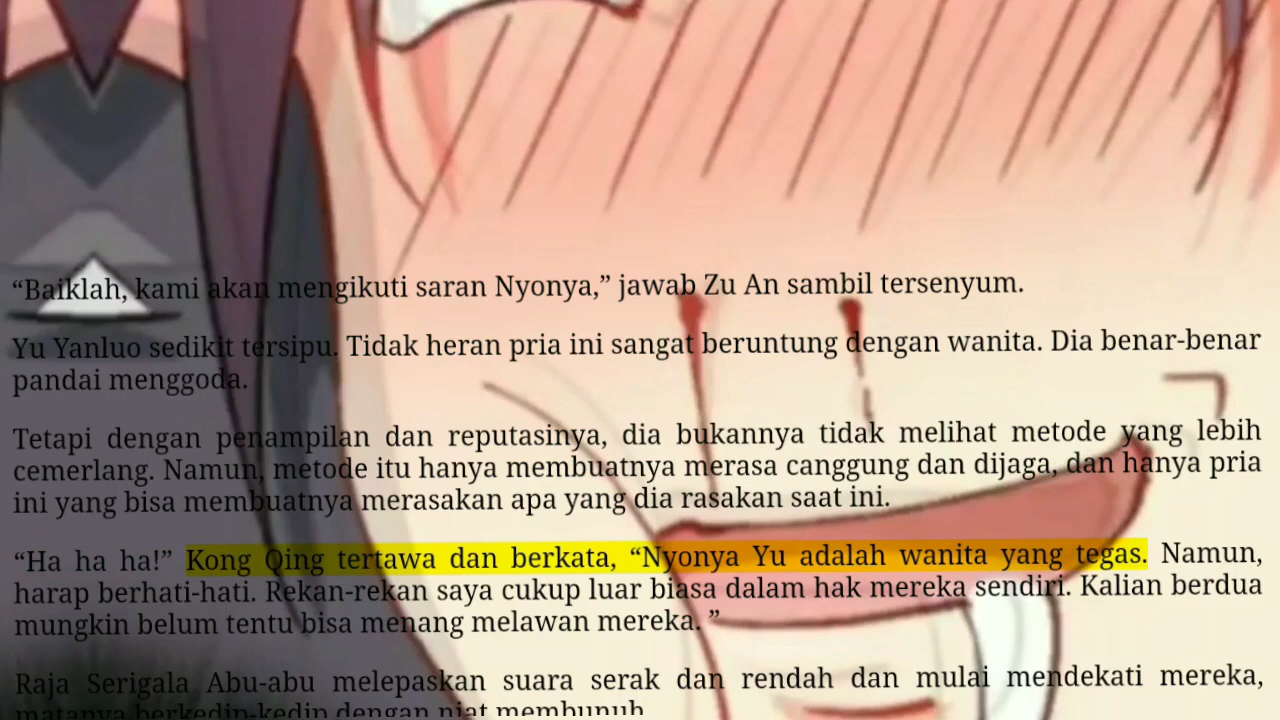 “Baiklah, kami akan mengikuti saran Nyonya,” jawab Zu An sambil tersenyum.
Yu Yanluo sedikit tersipu. Tidak heran pria ini sangat beruntung dengan wanita. Dia benar-benar
pandai menggoda.
Tetapi dengan penampilan dan reputasinya, dia bukannya tidak melihat metode yang lebih
cemerlang. Namun, metode itu hanya membuatnya merasa canggung dan dijaga, dan hanya pria
ini yang bisa membuatnya merasakan apa yang dia rasakan saat ini.
“Ha ha ha!” Kong Qing tertawa dan berkata, “Nyonya Yu adalah wanita yang tegas. Namun,
harap berhati-hati. Rekan-rekan saya cukup luar biasa dalam hak mereka sendiri. Kalian berdua
mungkin belum tentu bisa menang melawan mereka. ”
Raja Serigala Abu-abu melepaskan suara serak dan rendah dan mulai mendekati mereka,
matanya berkedip-kedip dengan niat membunuh.